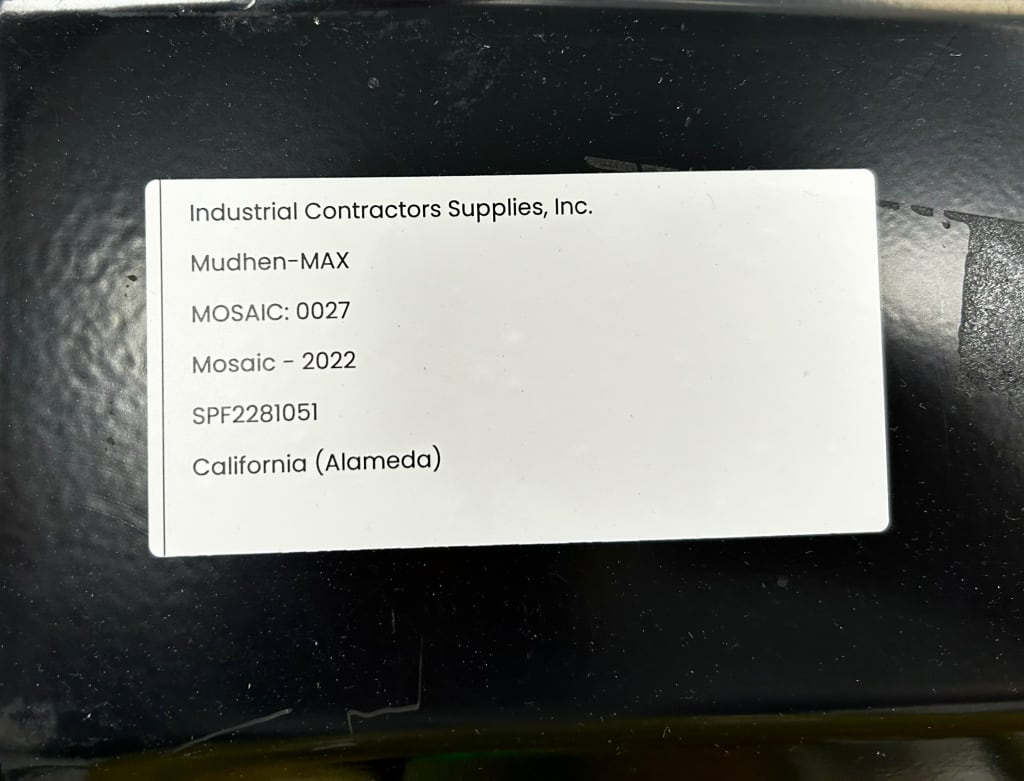 Industrial Contractors Supplies, Inc.
Mudhen-MAX
MOSAIC: 0027
Mosaic - 2022
SPF2281051
California (Alameda)